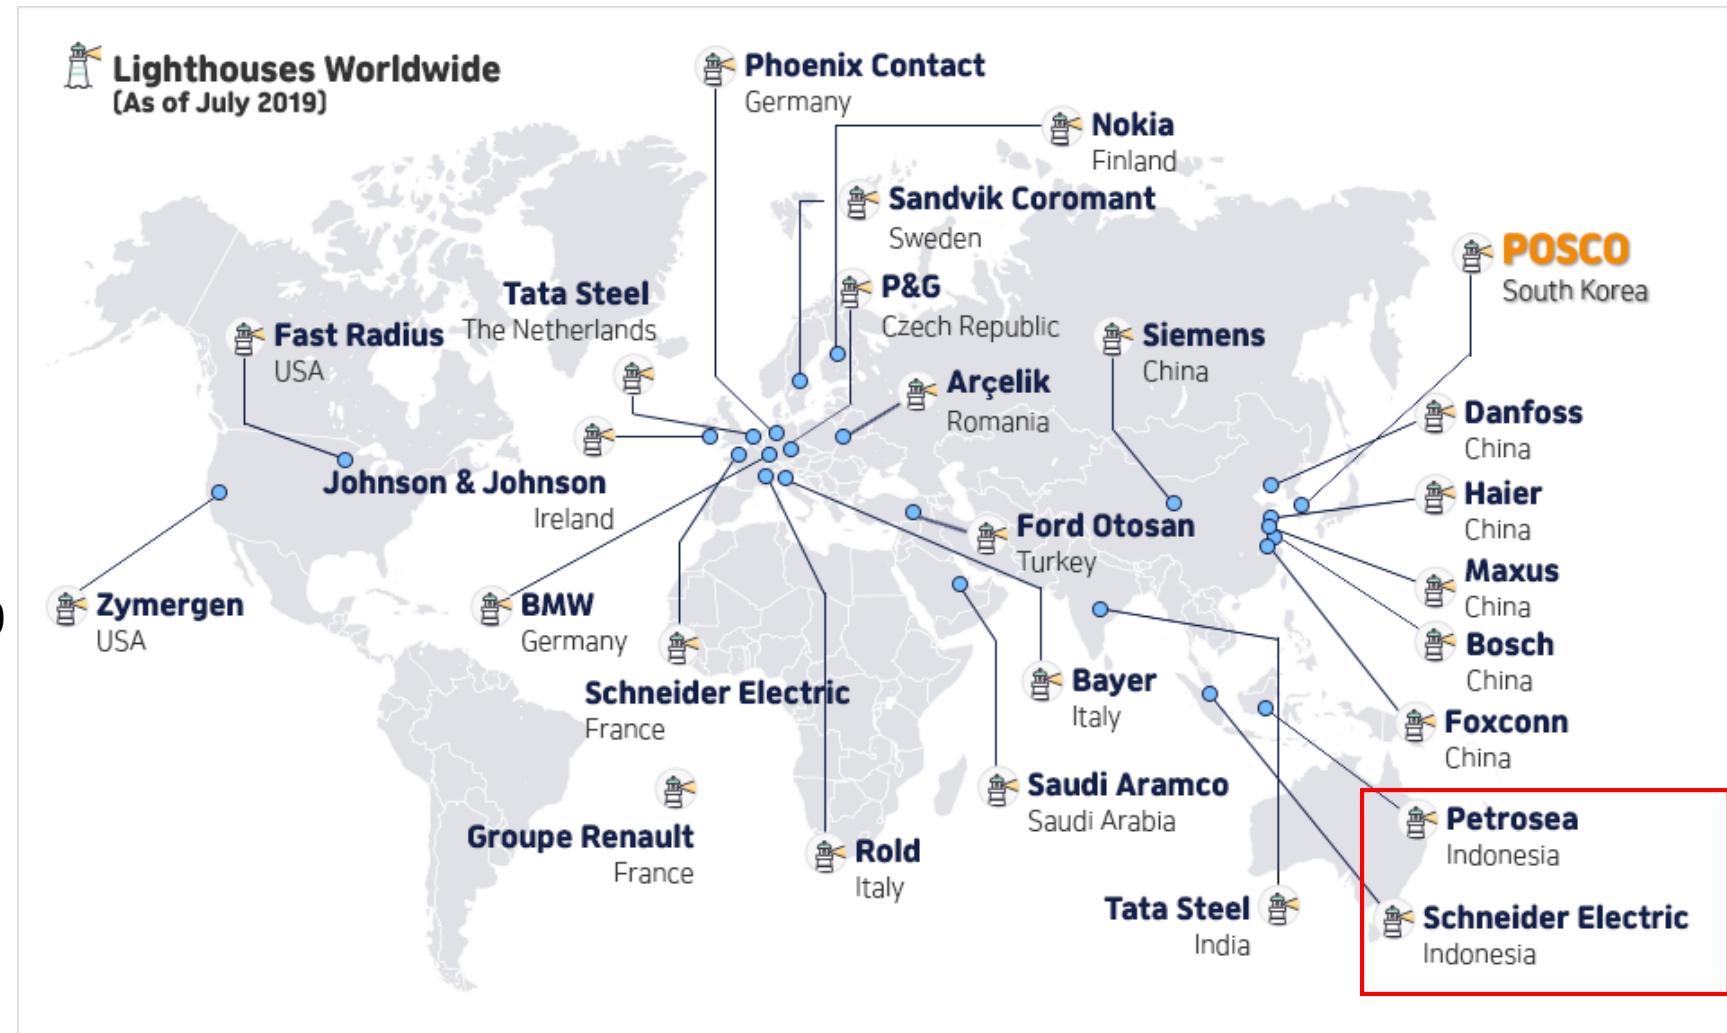 Lighthouses Worldwide
(As of July 2019)
Phoenix Contact
Germany
Nokia
Finland
Sandvik Coromant
Sweden
POSCO
South Korea
P&G
Czech Republic
Tata Steel
The Netherlands
Fast Radius
USA
Siemens
China
Arçelik
Romania
Danfoss
China
Johnson & Johnson
Ireland
Haier
China
Ford Otosan
Turkey
Maxus
China
Zymergen
USA
BMW
Germany
Bosch
China
Schneider Electric
France
Bayer
Italy
Foxconn
China
Saudi Aramco
Saudi Arabia
Petrosea
Indonesia
Groupe Renault
France
Rold
Italy
Tata Steel
India
Schneider Electric
Indonesia